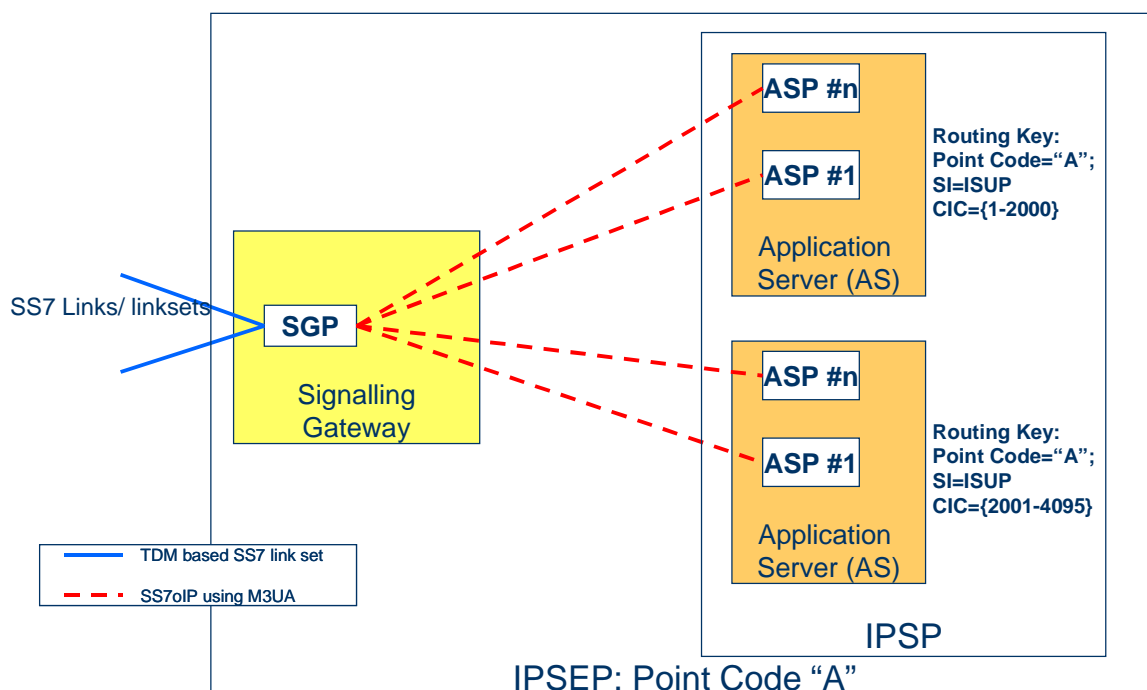 ASP #n
ASP #1
Application
Server (AS)
Routing Key:
Point Code=“A”;
SI=ISUP
CIC={1-2000}
SS7 Links/ linksets
SGP
Signalling
Gateway
ASP #n
ASP #1
Application
Server (AS)
Routing Key:
Point Code=“A”;
SI=ISUP
CIC={2001-4095}
TDM based SS7 link set
SS7oIP using M3UA
IPSP
IPSEP: Point Code “A”